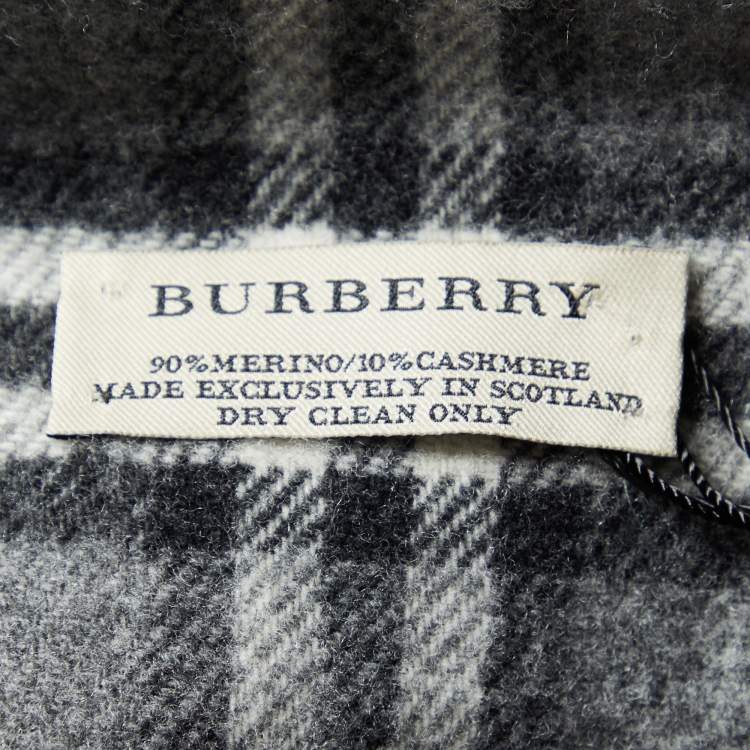 BURBERRY
90%MERINO/10%CASHMERE
MADE EXCLUSIVELY IN SCOTLAND
DRY CLEAN ONLY